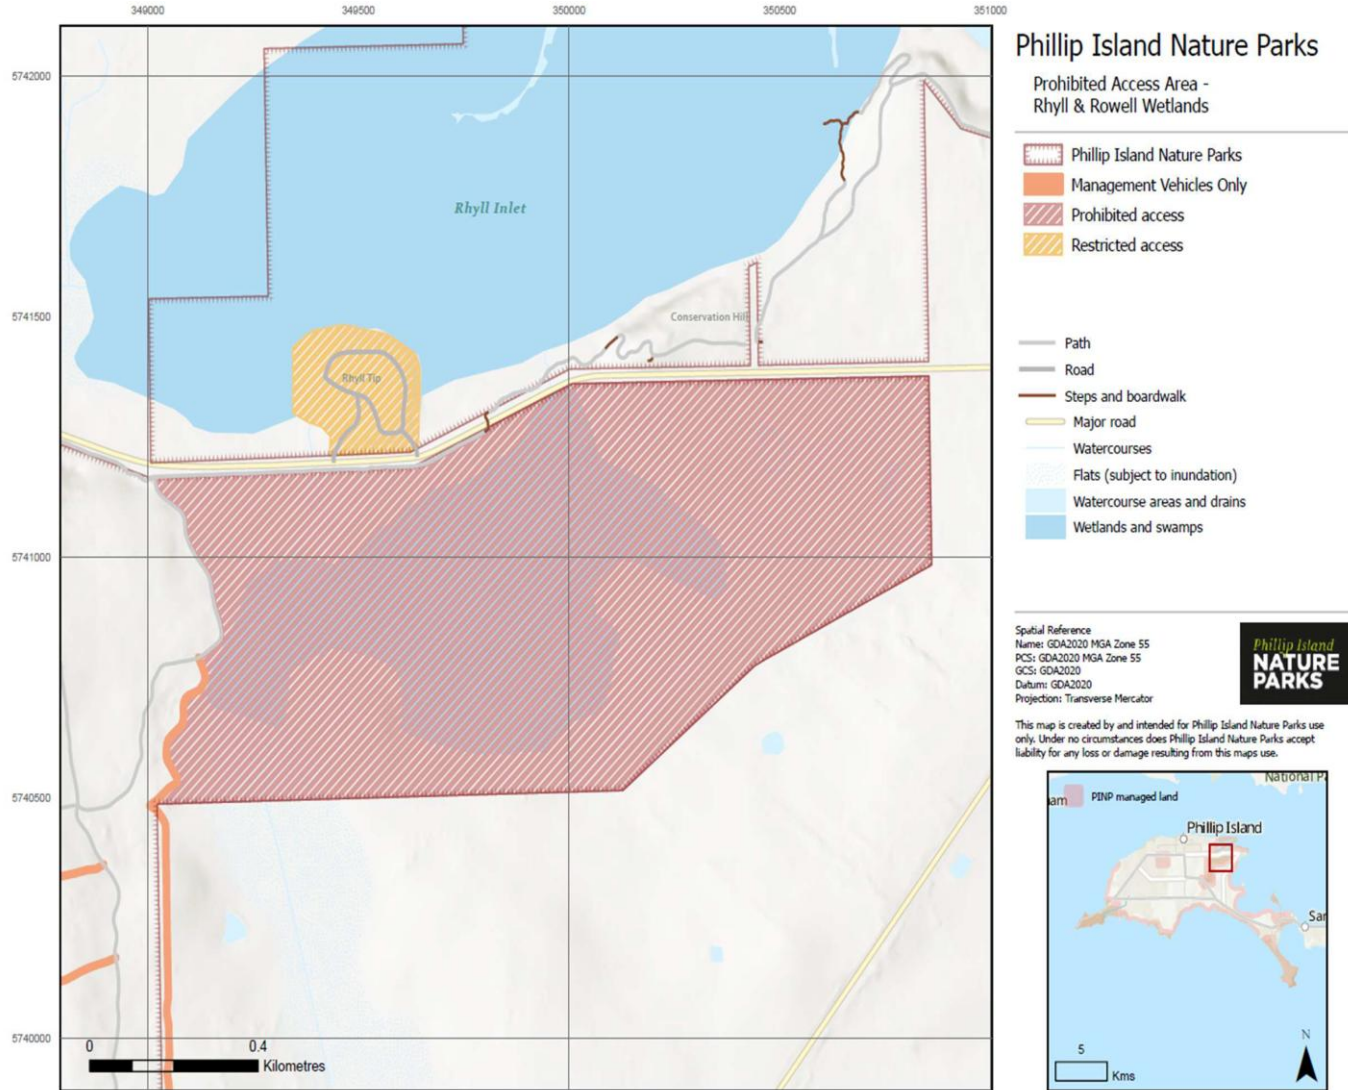 349000
349500
350000
350500
351000
5742000
5741500
5741000
5740500
5740000
Rhyll Inlet
Conservation Hill
Rhyll Tip
0
0.4
Kilometres
Phillip Island Nature Parks
Prohibited Access Area -
Rhyll & Rowell Wetlands
Phillip Island Nature Parks
Management Vehicles Only
Prohibited access
Restricted access
Path
Road
Steps and boardwalk
Major road
Watercourses
Flats (subject to inundation)
Watercourse areas and drains
Wetlands and swamps
Spatial Reference
Name: GDA2020 MGA Zone 55
PCS: GDA2020 MGA Zone 55
GCS: GDA2020
Datum: GDA2020
Projection: Transverse Mercator
Phillip Island
NATURE
PARKS
This map is created by and intended for Phillip Island Nature Parks use
only. Under no circumstances does Phillip Island Nature Parks accept
liability for any loss or damage resulting from this maps use.
National Pa
am
PINP managed land
Phillip Island
Sar
N
5
Kms